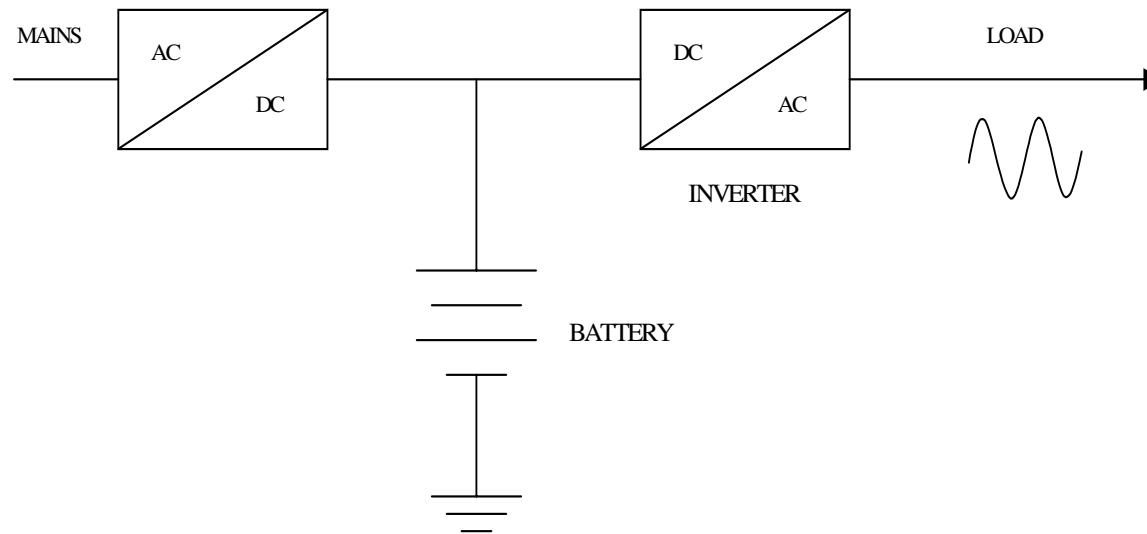 MAINS
AC
DC
DC
AC
LOAD
INVERTER
BATTERY